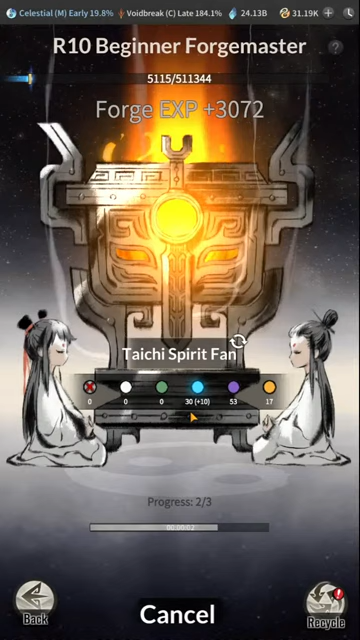 Celestial (M) Early 19.8% Voidbreak (C) Late 184.1% 24.13B 31.19K
R10 Beginner Forgemaster ?
5115/511344
Forge EXP +3072
Taichi Spirit Fan
0 0 0 30 (+10) 53 17
Progress: 2/3
Back
Cancel
Recycle